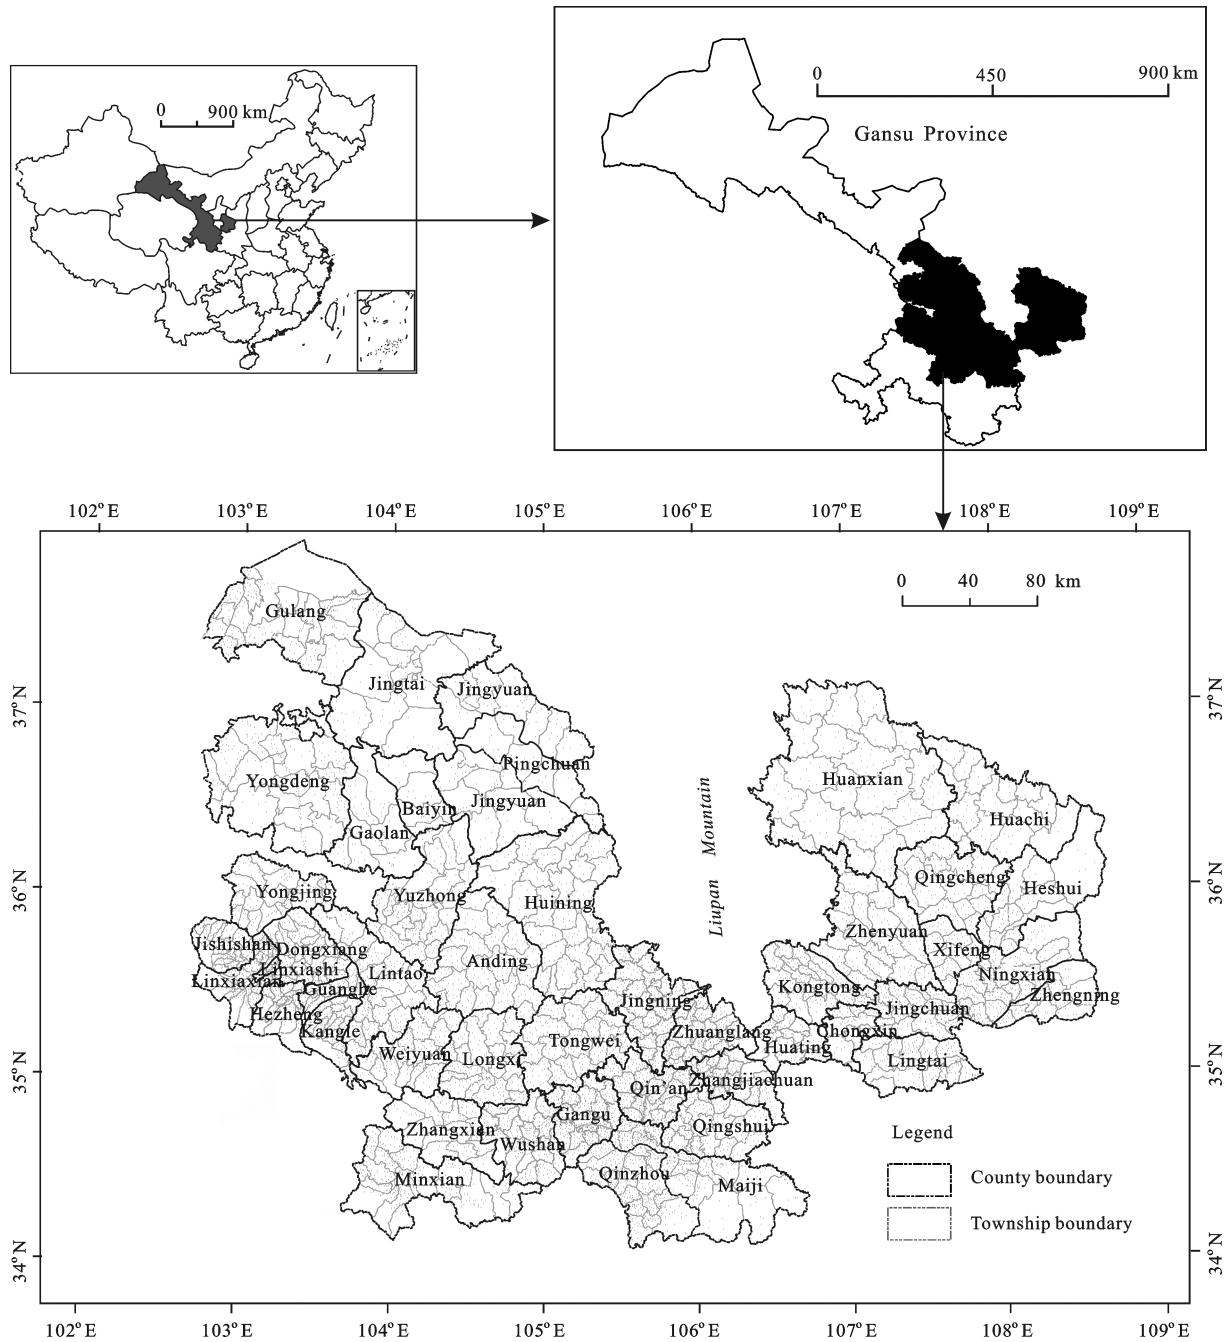 0 900 km
0 450 900 km
Gansu Province
102° E 103° E 104° E 105° E 106° E 107° E 108° E 109° E
0 40 80 km
37° N
36° N
35° N
34° N
37° N
36° N
35° N
34° N
Gulang
Jingtai
Jingyuan
Pingchuan
Yongdeng
Baiyin
Jingyuan
Gaolan
Yongjing
Yuzhong
Huining
Jishishan
Dongxiang
Linxiashi
Linxiaxian
Lintao
Anding
Guanghe
Hezheng
Kangle
Weiyuan
Longxi
Tongwei
Jingning
Zhuanglang
Zhangjiachuan
Qin'an
Gangu
Qingshui
Zhangxian
Wushan
Minxian
Qinzhou
Maiji
Liupan Mountain
Huanxian
Huachi
Qingcheng
Heshui
Zhenyuan
Xifeng
Ningxian
Zhengning
Kongtong
Jingchuan
Chongxin
Huating
Lingtai
Legend
County boundary
Township boundary
102° E 103° E 104° E 105° E 106° E 107° E 108° E 109° E